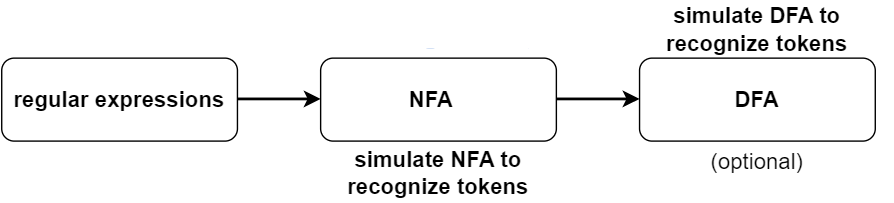 simulate DFA to
recognize tokens
regular expressions
NFA
DFA
simulate NFA to
recognize tokens
(optional)